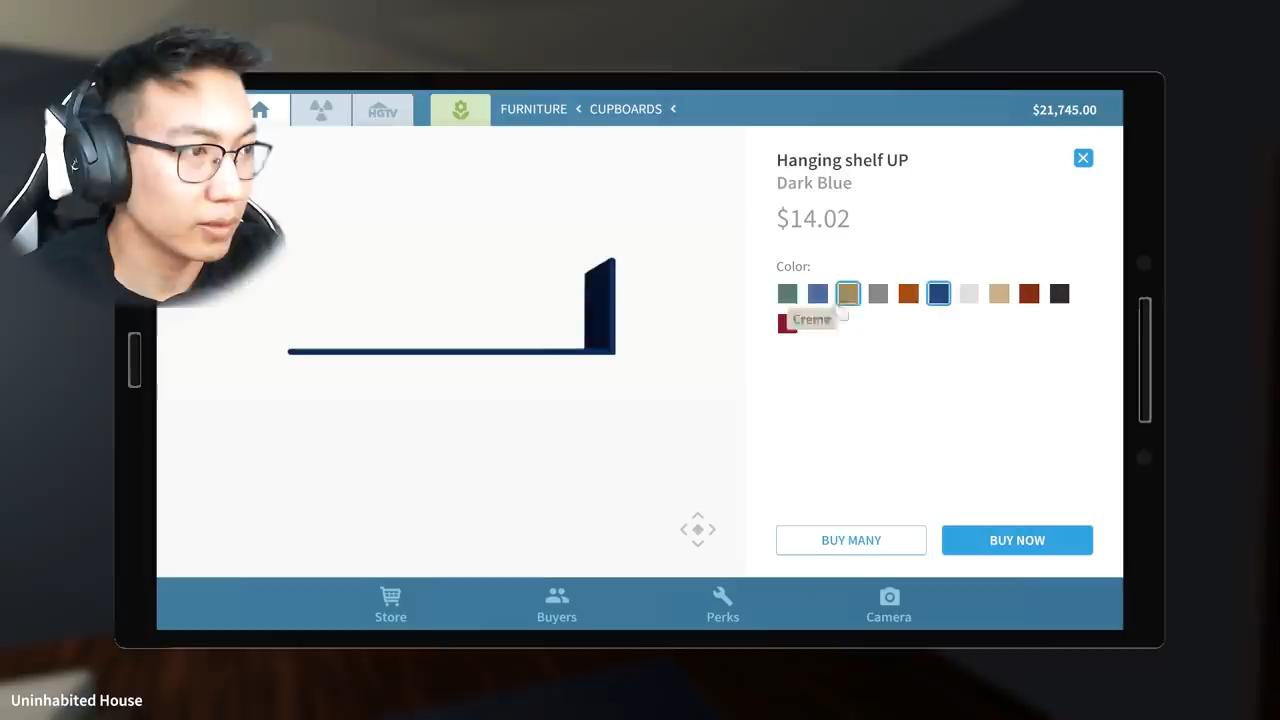 HGTV
FURNITURE < CUPBOARDS <
$21,745.00
Hanging shelf UP
Dark Blue
$14.02
Color:
Creme
BUY MANY
BUY NOW
Store
Buyers
Perks
Camera
Uninhabited House